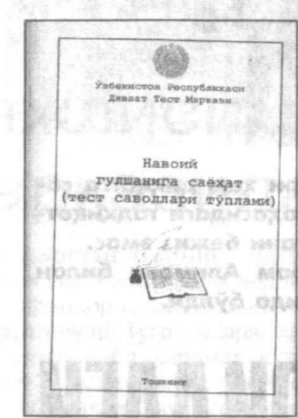 Ўзбекистон Республикаси
Давлат Тест Маркази
Навоий
гулшанига саёҳат
(тест саволлари тўплами)
Тошкент